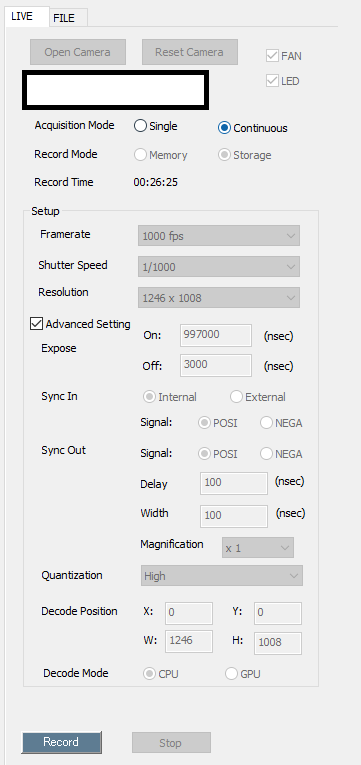 LIVE FILE
Open Camera Reset Camera FAN
LED
Acquisition Mode Single Continuous
Record Mode Memory Storage
Record Time 00:26:25
Setup
Framerate 1000 fps
Shutter Speed 1/1000
Resolution 1246 x 1008
Advanced Setting On: 997000 (nsec)
Expose
Off: 3000 (nsec)
Sync In Internal External
Signal: POSI NEGA
Sync Out Signal: POSI NEGA
Delay 100 (nsec)
Width 100 (nsec)
Magnification x 1
Quantization High
Decode Position X: 0 Y: 0
W: 1246 H: 1008
Decode Mode CPU GPU
Record Stop